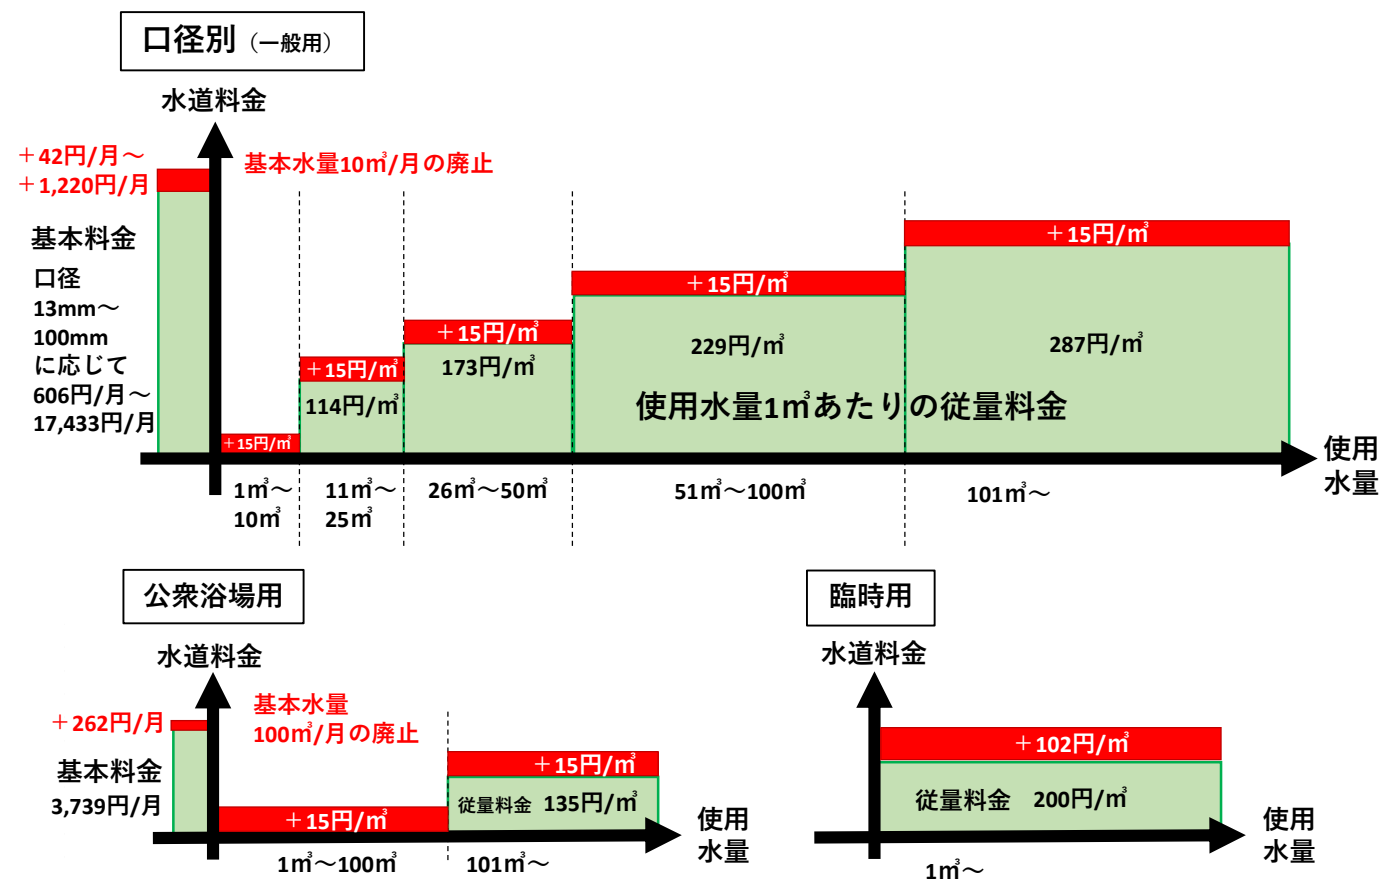 口径別（一般用）
水道料金
＋42円/月～
＋1,220円/月
基本水量10㎥/月の廃止
基本料金
口径
13mm～
100mm
に応じて
606円/月～
17,433円/月
＋15円/㎥
＋15円/㎥
114円/㎥
＋15円/㎥
173円/㎥
＋15円/㎥
229円/㎥
＋15円/㎥
287円/㎥
使用水量1㎥あたりの従量料金
使用
水量
1㎥～
10㎥
11㎥～
25㎥
26㎥～50㎥
51㎥～100㎥
101㎥～
公衆浴場用
水道料金
＋262円/月
基本水量
100㎥/月の廃止
基本料金
3,739円/月
＋15円/㎥
＋15円/㎥
従量料金 135円/㎥
使用
水量
1㎥～100㎥
101㎥～
臨時用
水道料金
＋102円/㎥
従量料金 200円/㎥
使用
水量
1㎥～